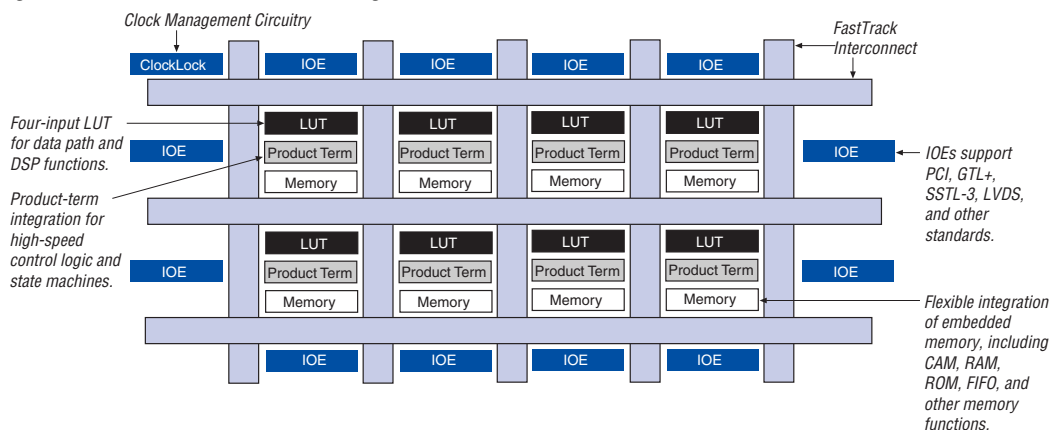 Clock Management Circuitry
FastTrack
Interconnect
ClockLock
IOE
IOE
IOE
IOE
Four-input LUT
for data path and
DSP functions.
LUT
LUT
LUT
LUT
IOE
Product Term
Product Term
Product Term
Product Term
IOE
Memory
Memory
Memory
Memory
IOEs support
PCI, GTL+,
SSTL-3, LVDS,
and other
standards.
Product-term
integration for
high-speed
control logic and
state machines.
LUT
LUT
LUT
LUT
IOE
Product Term
Product Term
Product Term
Product Term
IOE
Memory
Memory
Memory
Memory
Flexible integration
of embedded
memory, including
CAM, RAM,
ROM, FIFO, and
other memory
functions.
IOE
IOE
IOE
IOE